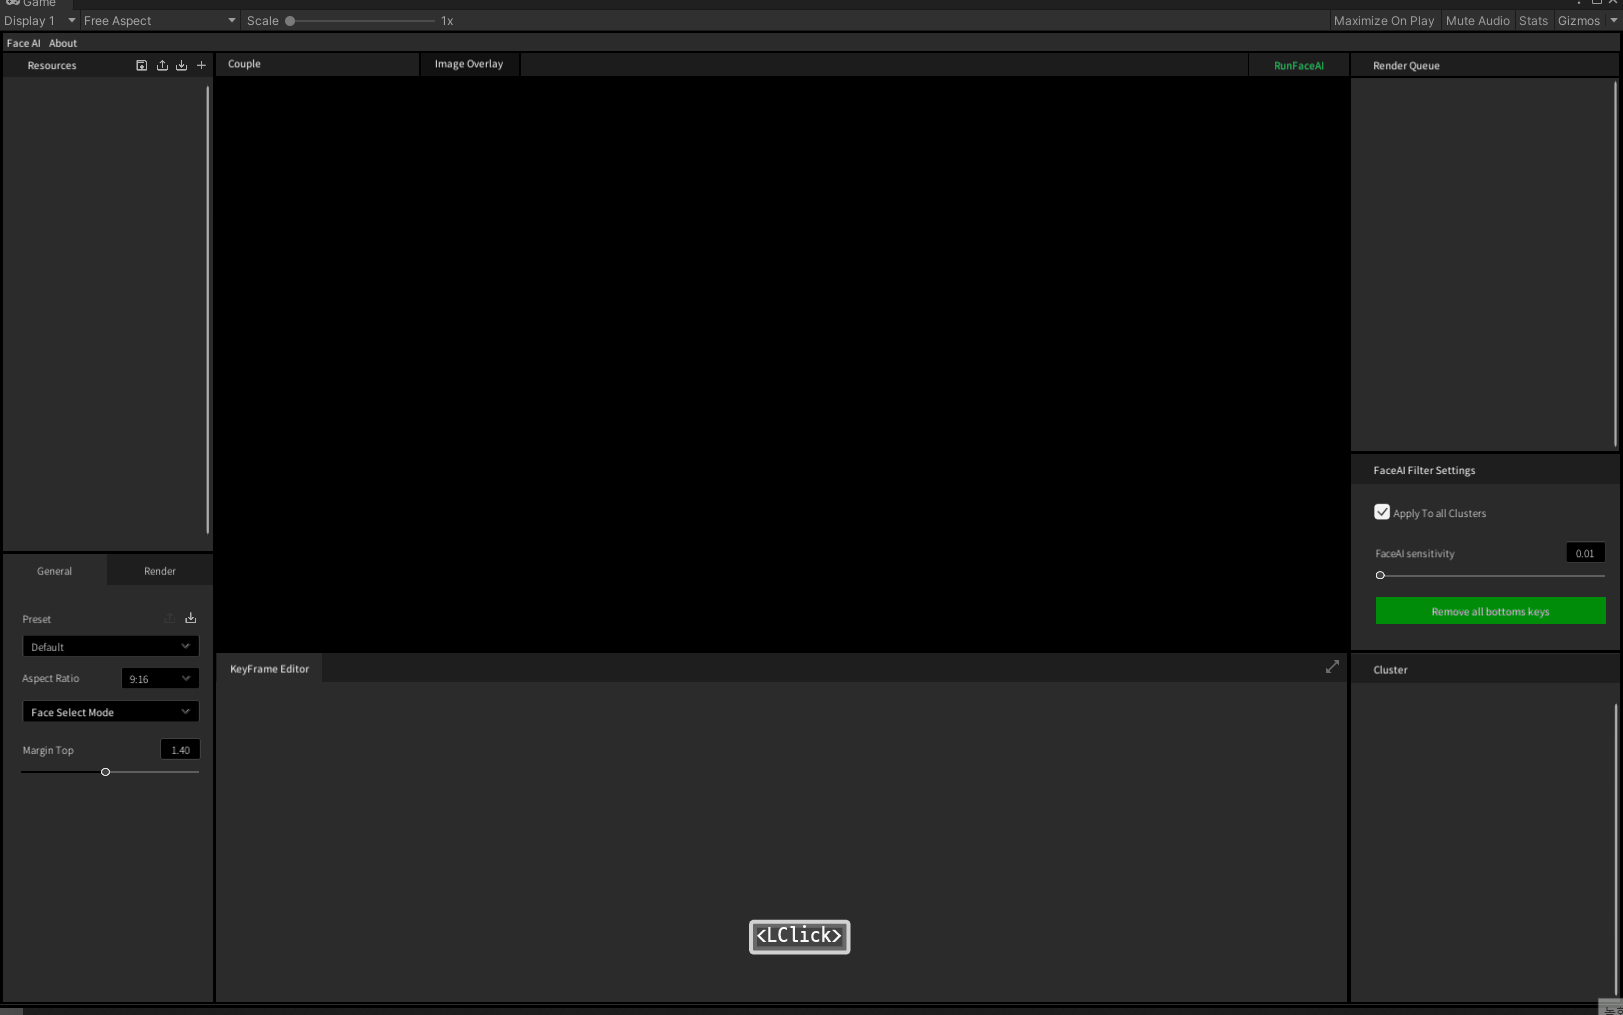 Game
Display 1 Free Aspect Scale 1x Maximize On Play Mute Audio Stats Gizmos
Face AI About
Resources Couple Image Overlay RunFaceAI Render Queue
FaceAI Filter Settings
Apply To all Clusters
FaceAI sensitivity 0.01
Remove all bottoms keys
General Render
Preset
Default
Aspect Ratio 9:16
Face Select Mode
Margin Top 1.40
KeyFrame Editor
Cluster
<LClick>